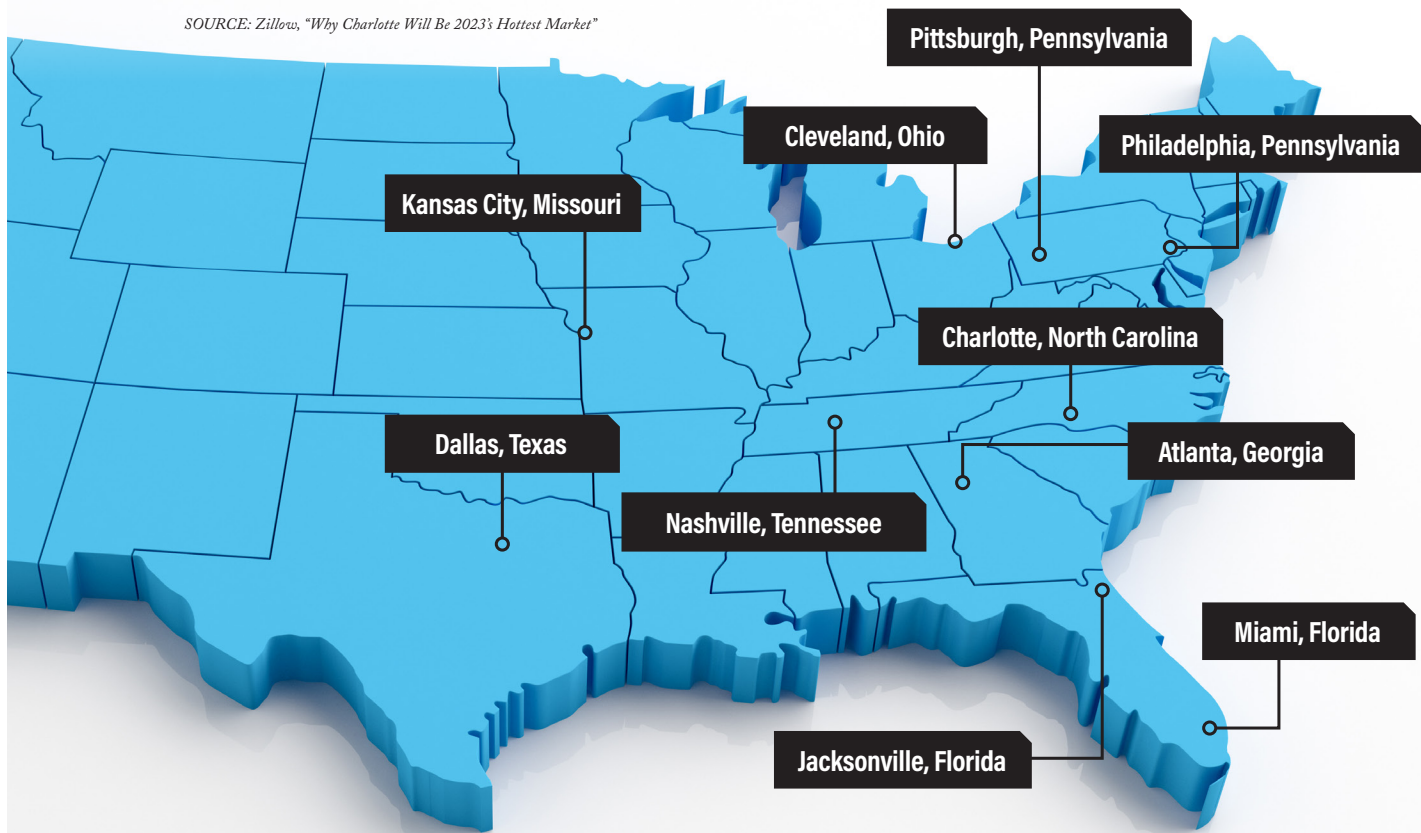 SOURCE: Zillow, “Why Charlotte Will Be 2023’s Hottest Market”
Pittsburgh, Pennsylvania
Cleveland, Ohio
Philadelphia, Pennsylvania
Kansas City, Missouri
Charlotte, North Carolina
Dallas, Texas
Atlanta, Georgia
Nashville, Tennessee
Miami, Florida
Jacksonville, Florida